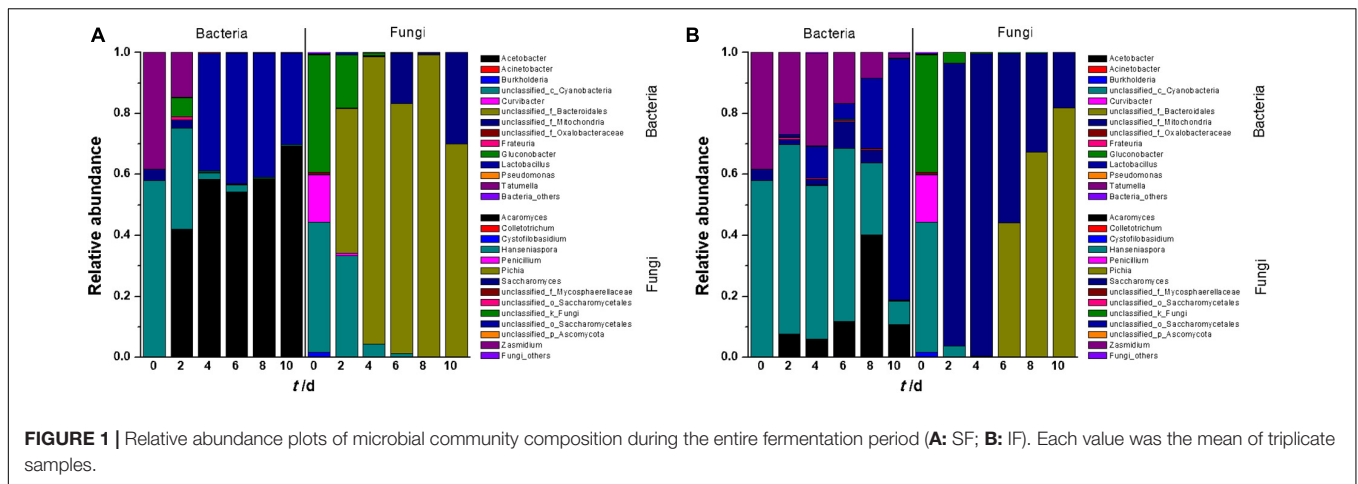 A
Bacteria
Fungi
Relative abundance
1.0
0.8
0.6
0.4
0.2
0.0
0 2 4 6 8 10 0 2 4 6 8 10
t /d
Acetobacter
Acinetobacter
Burkholderia
unclassified_c_Cyanobacteria
Curvibacter
unclassified_f_Bacteroidales
unclassified_f_Mitochondria
unclassified_f_Oxalobacteraceae
Frateuria
Gluconobacter
Lactobacillus
Pseudomonas
Tatumella
Bacteria_others
Bacteria
Acaromyces
Colletotrichum
Cystofilobasidium
Hanseniaspora
Penicillium
Pichia
Saccharomyces
unclassified_f_Mycosphaerellaceae
unclassified_o_Saccharomycetales
unclassified_k_Fungi
unclassified_o_Saccharomycetales
unclassified_p_Ascomycota
Zasmidium
Fungi_others
Fungi
B
Bacteria
Fungi
Relative abundance
1.0
0.8
0.6
0.4
0.2
0.0
0 2 4 6 8 10 0 2 4 6 8 10
t /d
Acetobacter
Acinetobacter
Burkholderia
unclassified_c_Cyanobacteria
Curvibacter
unclassified_f_Bacteroidales
unclassified_f_Mitochondria
unclassified_f_Oxalobacteraceae
Frateuria
Gluconobacter
Lactobacillus
Pseudomonas
Tatumella
Bacteria_others
Bacteria
Acaromyces
Colletotrichum
Cystofilobasidium
Hanseniaspora
Penicillium
Pichia
Saccharomyces
unclassified_f_Mycosphaerellaceae
unclassified_o_Saccharomycetales
unclassified_k_Fungi
unclassified_o_Saccharomycetales
unclassified_p_Ascomycota
Zasmidium
Fungi_others
Fungi
FIGURE 1 | Relative abundance plots of microbial community composition during the entire fermentation period (A: SF; B: IF). Each value was the mean of triplicate
samples.